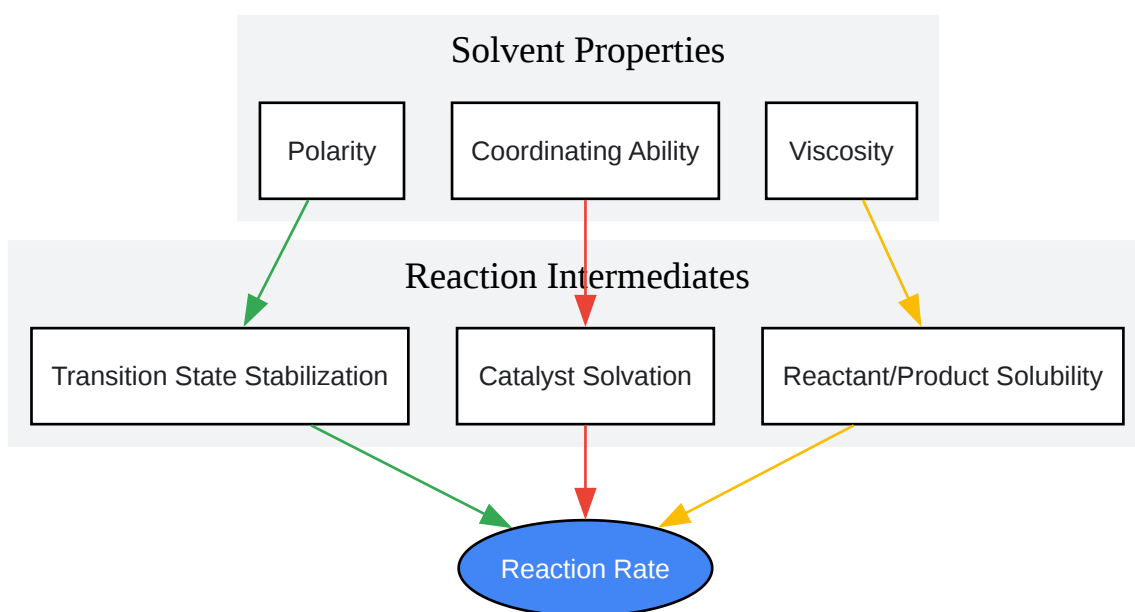 Solvent Properties
Polarity
Coordinating Ability
Viscosity
Reaction Intermediates
Transition State Stabilization
Catalyst Solvation
Reactant/Product Solubility
Reaction Rate